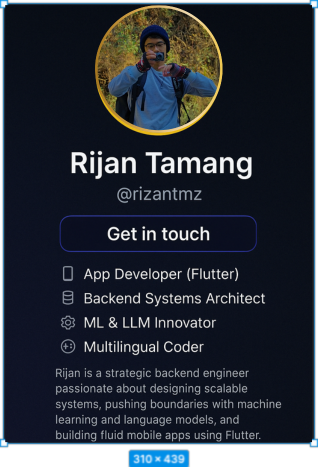 Rijan Tamang
@rizantmz
Get in touch
App Developer (Flutter)
Backend Systems Architect
ML & LLM Innovator
Multilingual Coder
Rijan is a strategic backend engineer
passionate about designing scalable
systems, pushing boundaries with machine
learning and language models, and
building fluid mobile apps using Flutter.
310 × 439